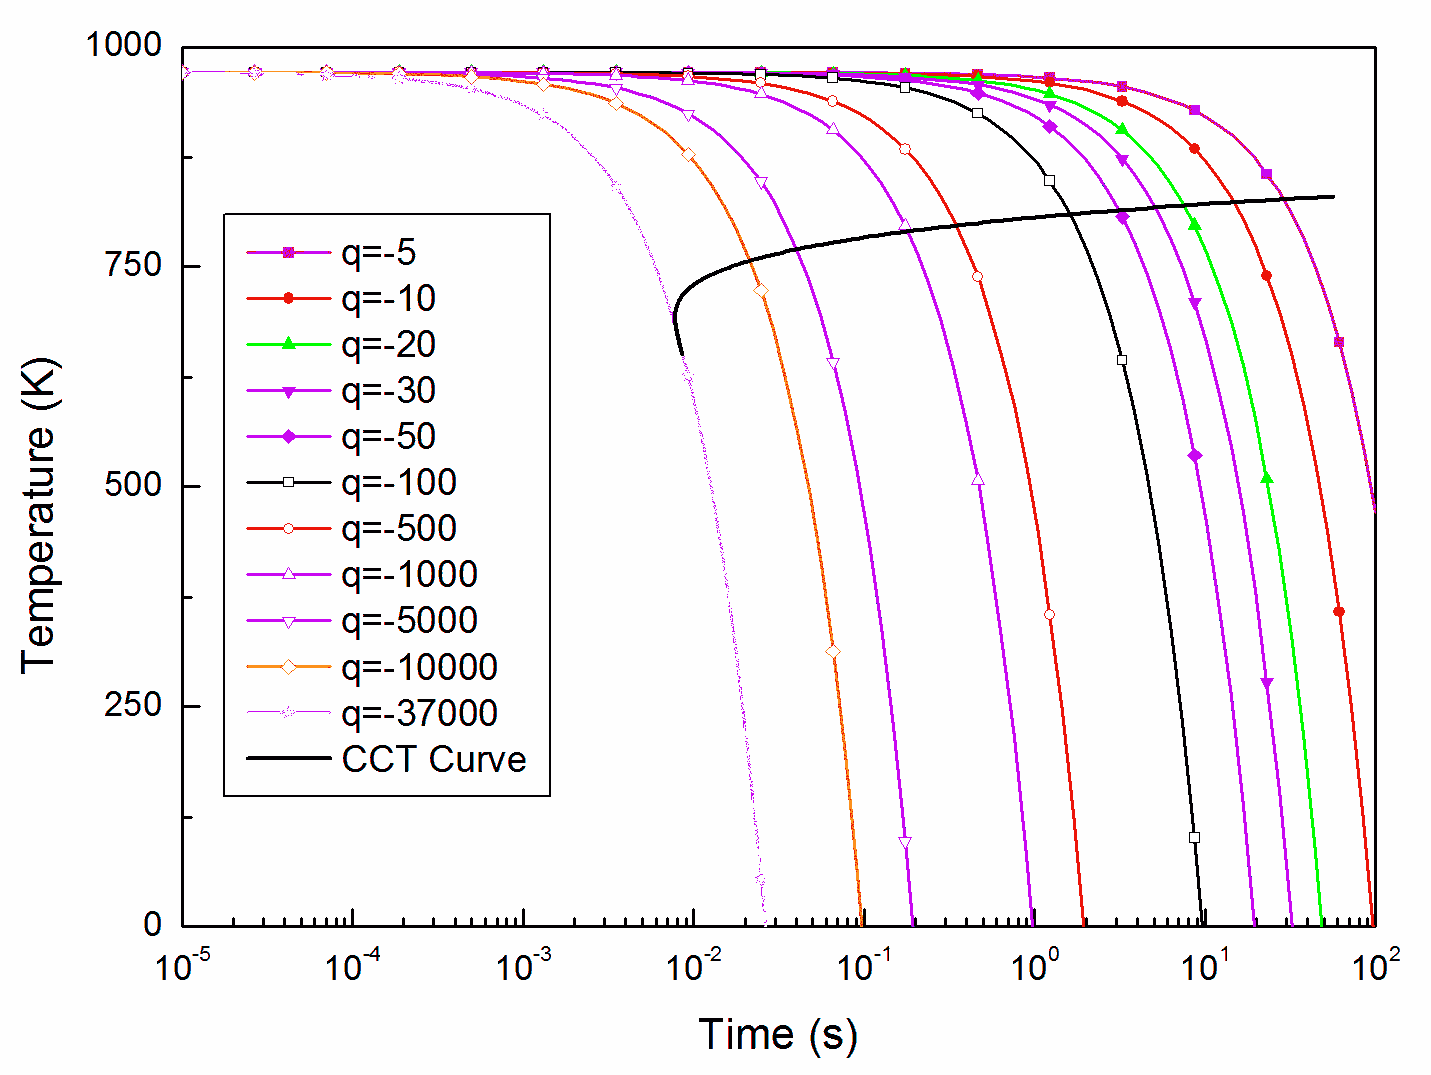 1000
750
500
250
0
Temperature (K)
q=-5
q=-10
q=-20
q=-30
q=-50
q=-100
q=-500
q=-1000
q=-5000
q=-10000
q=-37000
CCT Curve
10⁻⁵ 10⁻⁴ 10⁻³ 10⁻² 10⁻¹ 10⁰ 10¹ 10²
Time (s)